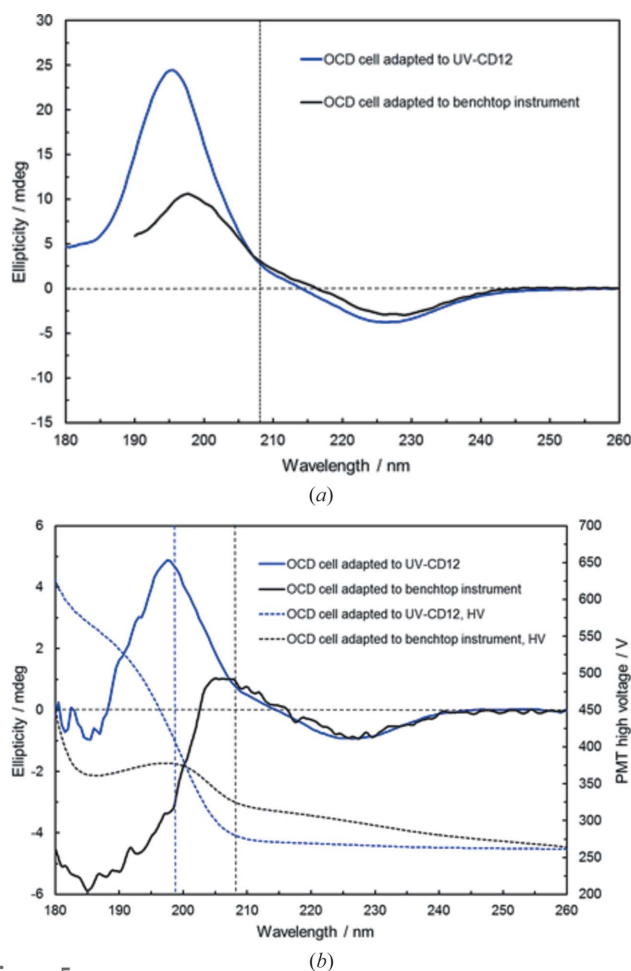 30
25
20
15
10
5
0
-5
-10
-15
Ellipticity / mdeg
OCD cell adapted to UV-CD12
OCD cell adapted to benchtop instrument
180 190 200 210 220 230 240 250 260
Wavelength / nm
(a)
6
4
2
0
-2
-4
-6
Ellipticity / mdeg
OCD cell adapted to UV-CD12
OCD cell adapted to benchtop instrument
OCD cell adapted to UV-CD12, HV
OCD cell adapted to benchtop instrument, HV
700
650
600
550
500
450
400
350
300
250
200
PMT high voltage / V
180 190 200 210 220 230 240 250 260
Wavelength / nm
(b)